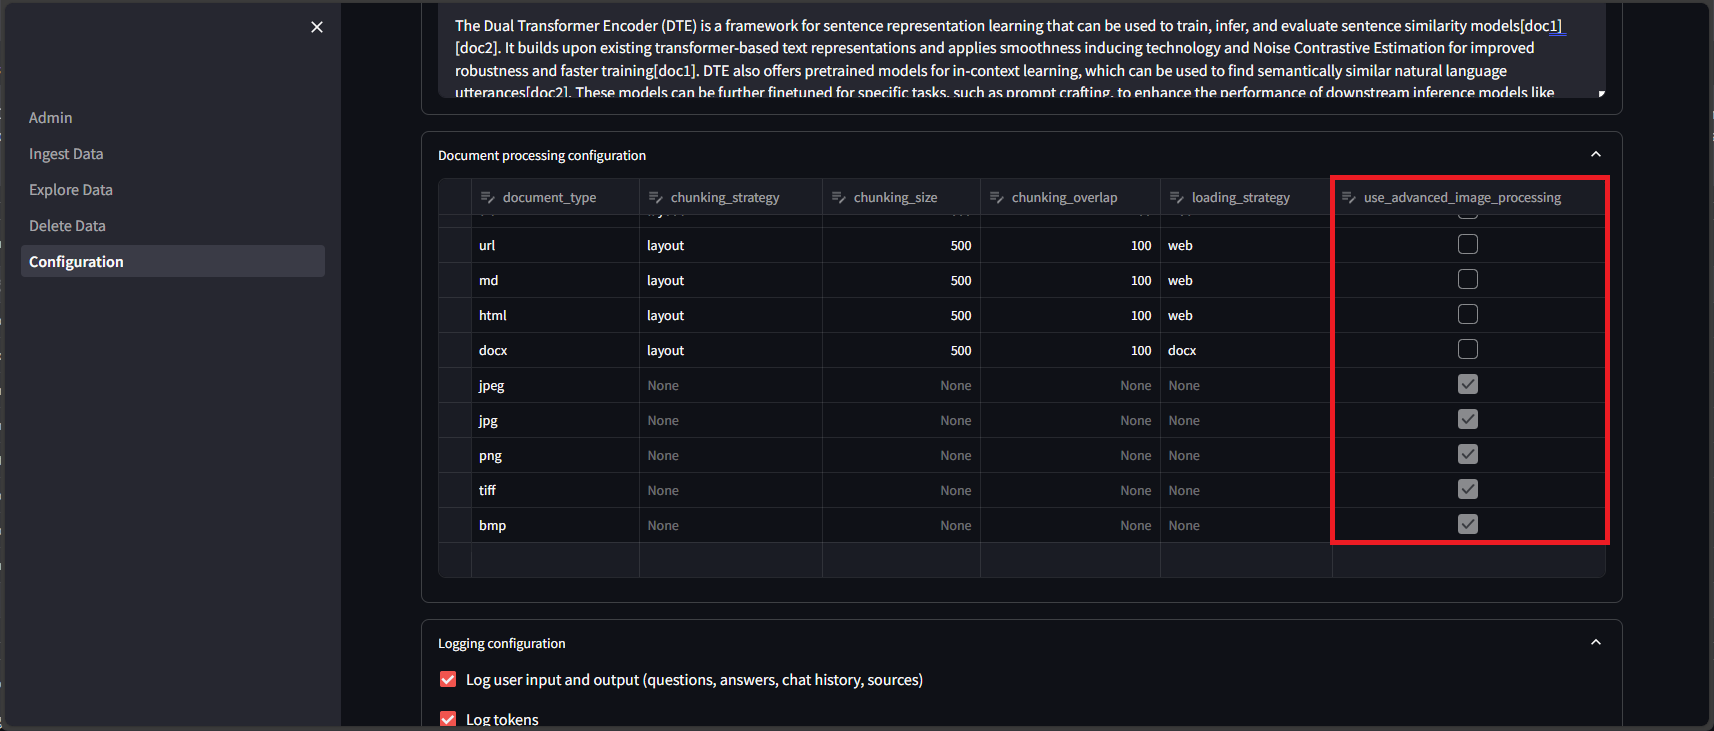 The Dual Transformer Encoder (DTE) is a framework for sentence representation learning that can be used to train, infer, and evaluate sentence similarity models[doc1]
[doc2]. It builds upon existing transformer-based text representations and applies smoothness inducing technology and Noise Contrastive Estimation for improved
robustness and faster training[doc1]. DTE also offers pretrained models for in-context learning, which can be used to find semantically similar natural language
utterances[doc2]. These models can be further finetuned for specific tasks, such as prompt crafting, to enhance the performance of downstream inference models like
Admin
Ingest Data
Explore Data
Delete Data
Configuration
Document processing configuration
document_type chunking_strategy chunking_size chunking_overlap loading_strategy use_advanced_image_processing
url layout 500 100 web
md layout 500 100 web
html layout 500 100 web
docx layout 500 100 docx
jpeg None None None None
jpg None None None None
png None None None None
tiff None None None None
bmp None None None None
Logging configuration
Log user input and output (questions, answers, chat history, sources)
Log tokens